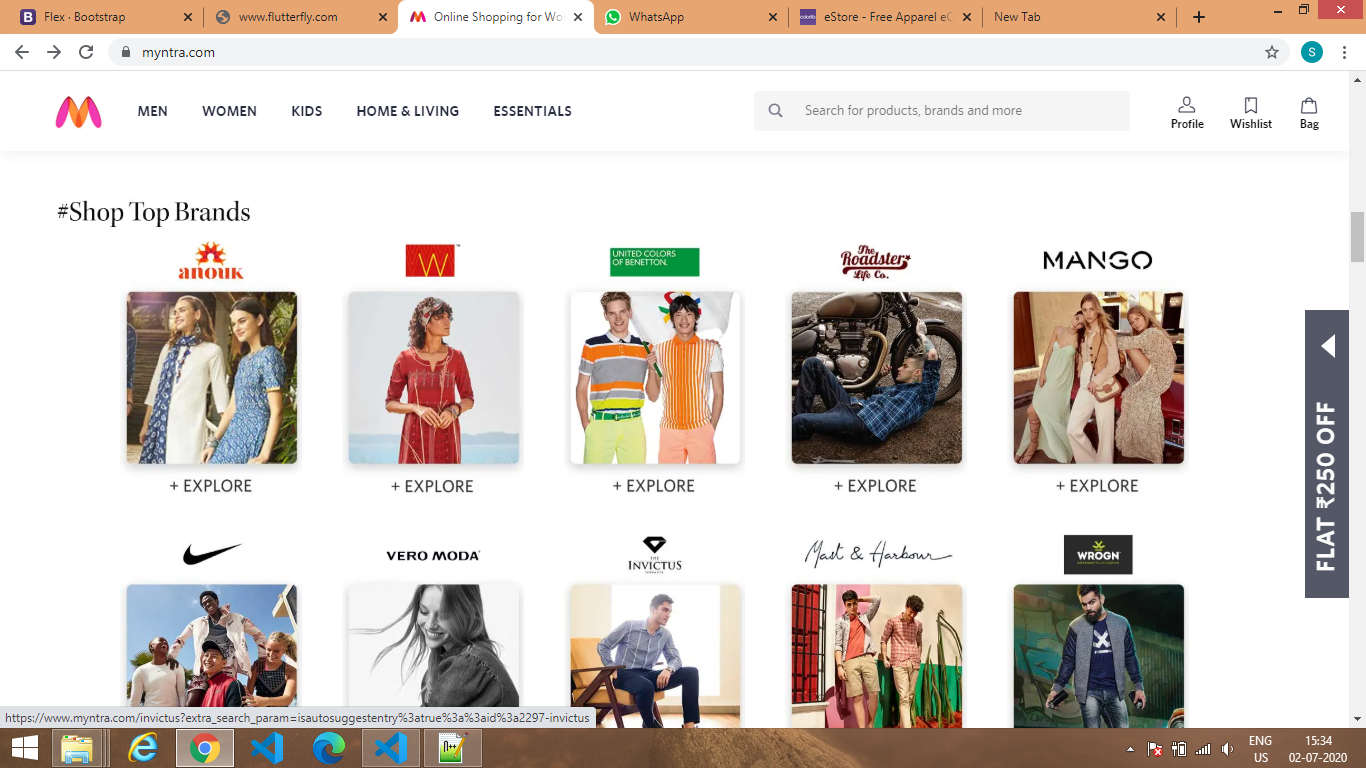 Flex · Bootstrap
www.flutterfly.com
Online Shopping for Wo
WhatsApp
eStore - Free Apparel eC
New Tab
myntra.com
S
MEN
WOMEN
KIDS
HOME & LIVING
ESSENTIALS
Search for products, brands and more
Profile
Wishlist
Bag
#Shop Top Brands
anouk
W
UNITED COLORS
OF BENETTON.
The
Roadster
Life Co.
MANGO
+ EXPLORE
+ EXPLORE
+ EXPLORE
+ EXPLORE
+ EXPLORE
FLAT ₹250 OFF
VERO MODA
THE
INVICTUS
Mast & Harbour
WROGN
https://www.myntra.com/invictus?extra_search_param=isautosuggestentry%3atrue%3a%3aid%3a2297-invictus
ENG
US
15:34
02-07-2020